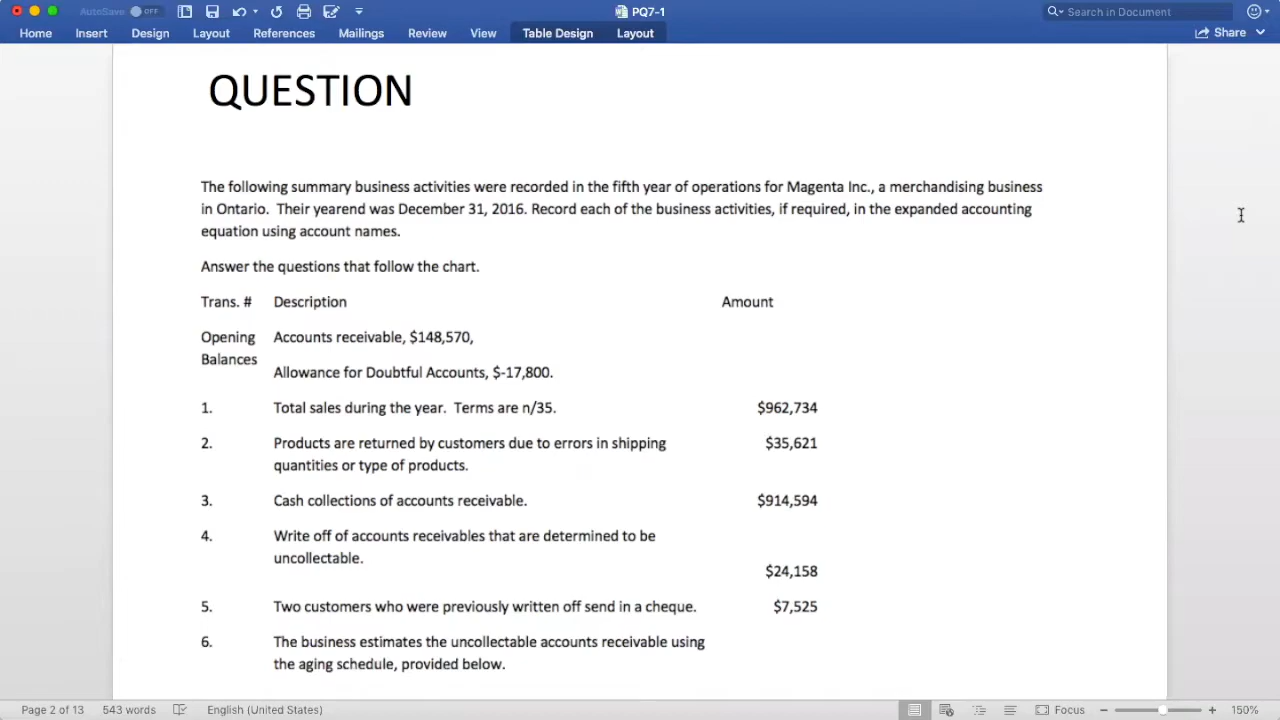 AutoSave OFF PQ7-1 Search in Document
Home Insert Design Layout References Mailings Review View Table Design Layout Share
QUESTION
The following summary business activities were recorded in the fifth year of operations for Magenta Inc., a merchandising business
in Ontario.  Their yearend was December 31, 2016. Record each of the business activities, if required, in the expanded accounting
equation using account names.
Answer the questions that follow the chart.
Trans. # Description Amount
Opening Accounts receivable, $148,570,
Balances
Allowance for Doubtful Accounts, $-17,800.
1. Total sales during the year.  Terms are n/35. $962,734
2. Products are returned by customers due to errors in shipping $35,621
quantities or type of products.
3. Cash collections of accounts receivable. $914,594
4. Write off of accounts receivables that are determined to be
uncollectable.
$24,158
5. Two customers who were previously written off send in a cheque. $7,525
6. The business estimates the uncollectable accounts receivable using
the aging schedule, provided below.
Page 2 of 13 543 words English (United States) Focus 150%